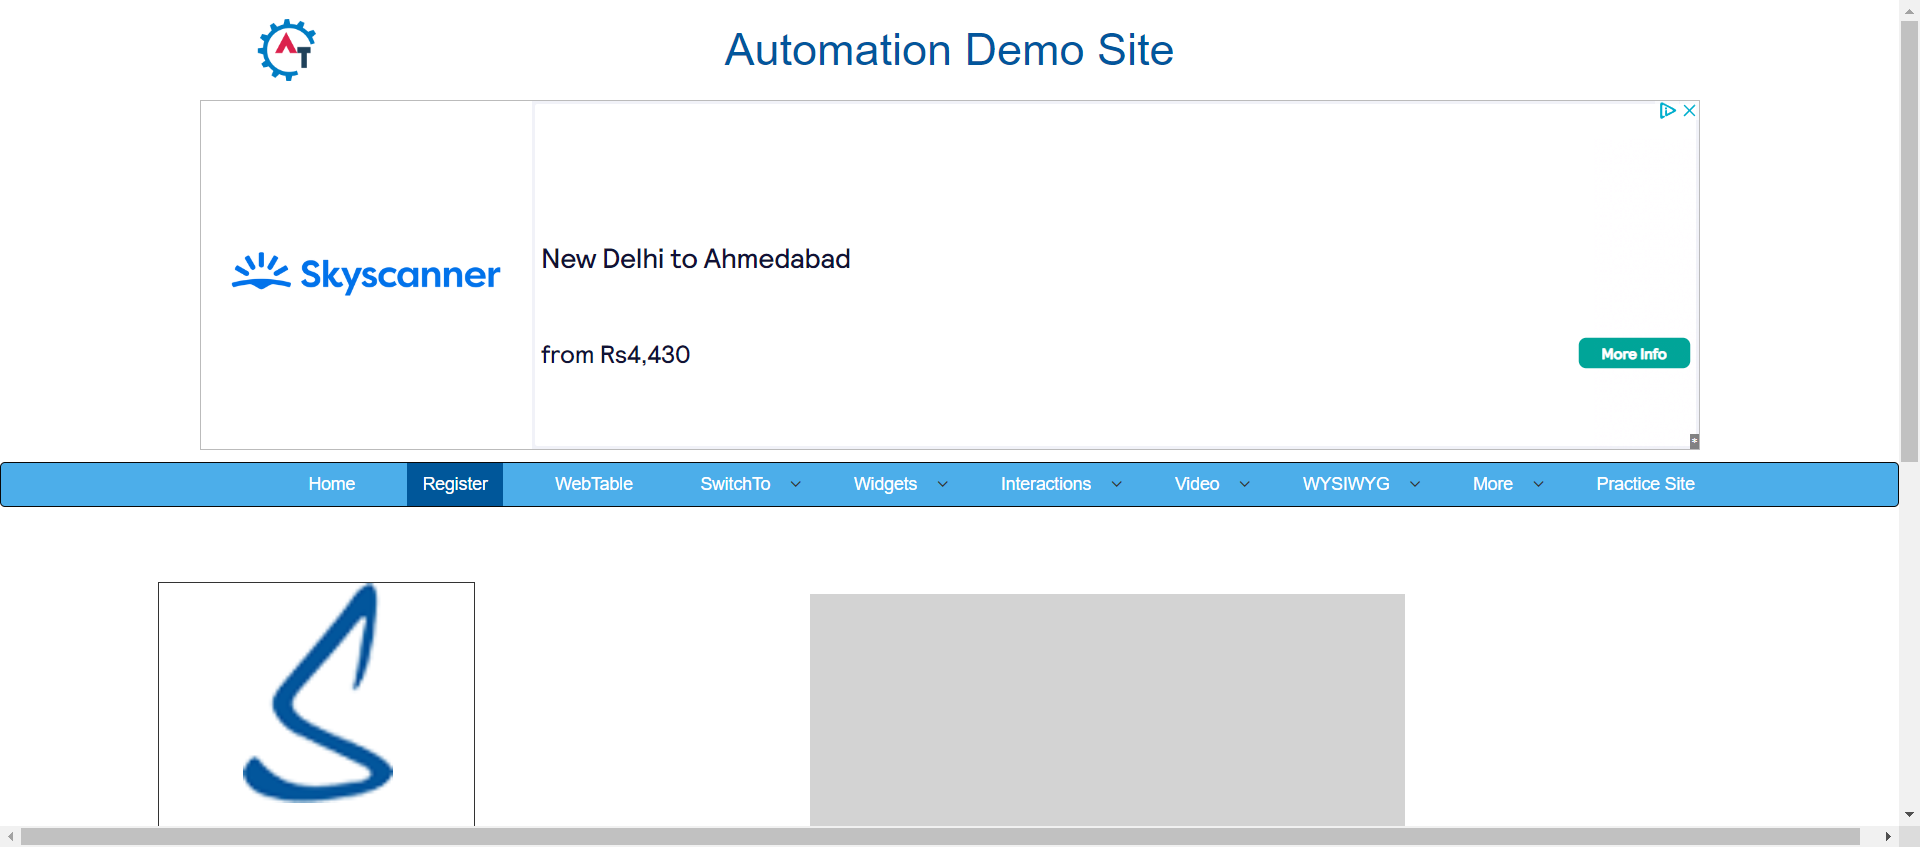 AT
Automation Demo Site
Skyscanner
New Delhi to Ahmedabad
from Rs4,430
More Info
Home Register WebTable SwitchTo Widgets Interactions Video WYSIWYG More Practice Site